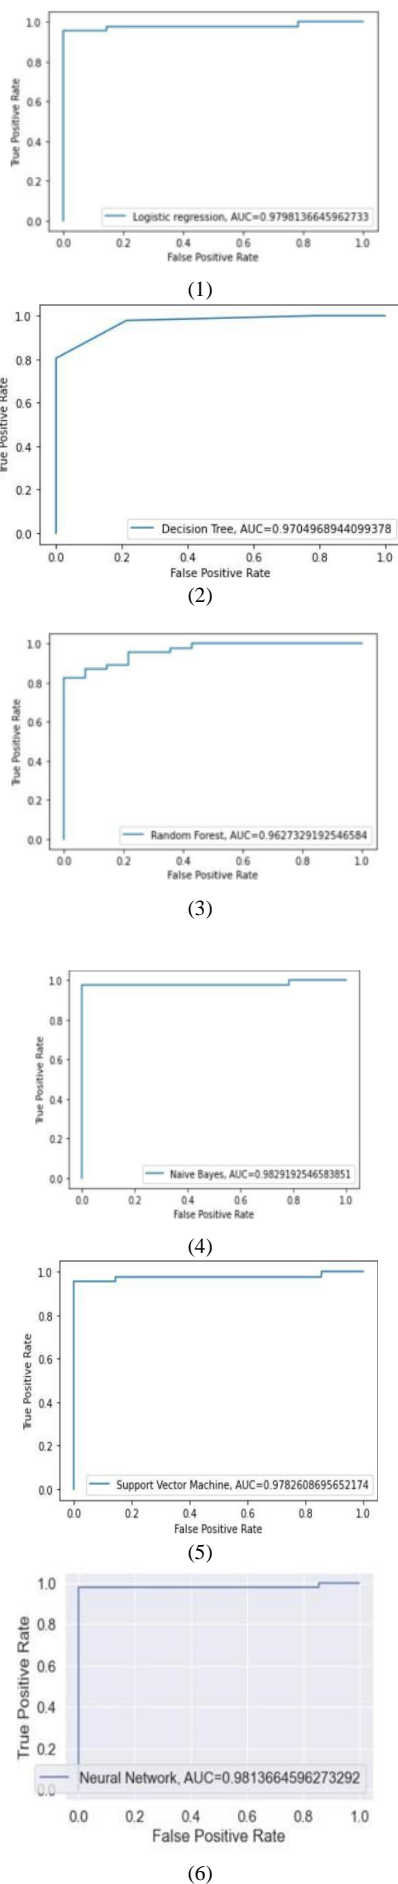 True Positive Rate
1.0
0.8
0.6
0.4
0.2
0.0
Logistic regression, AUC=0.9798136645962733
0.0 0.2 0.4 0.6 0.8 1.0
False Positive Rate
(1)
True Positive Rate
1.0
0.8
0.6
0.4
0.2
0.0
Decision Tree, AUC=0.9704968944099378
0.0 0.2 0.4 0.6 0.8 1.0
False Positive Rate
(2)
True Positive Rate
1.0
0.8
0.6
0.4
0.2
0.0
Random Forest, AUC=0.9627329192546584
0.0 0.2 0.4 0.6 0.8 1.0
False Positive Rate
(3)
True Positive Rate
1.0
0.8
0.6
0.4
0.2
0.0
Naive Bayes, AUC=0.9829192546583851
0.0 0.2 0.4 0.6 0.8 1.0
False Positive Rate
(4)
True Positive Rate
1.0
0.8
0.6
0.4
0.2
0.0
Support Vector Machine, AUC=0.9782608695652174
0.0 0.2 0.4 0.6 0.8 1.0
False Positive Rate
(5)
True Positive Rate
1.0
0.8
0.6
0.4
0.2
0.0
Neural Network, AUC=0.9813664596273292
0.0 0.2 0.4 0.6 0.8 1.0
False Positive Rate
(6)